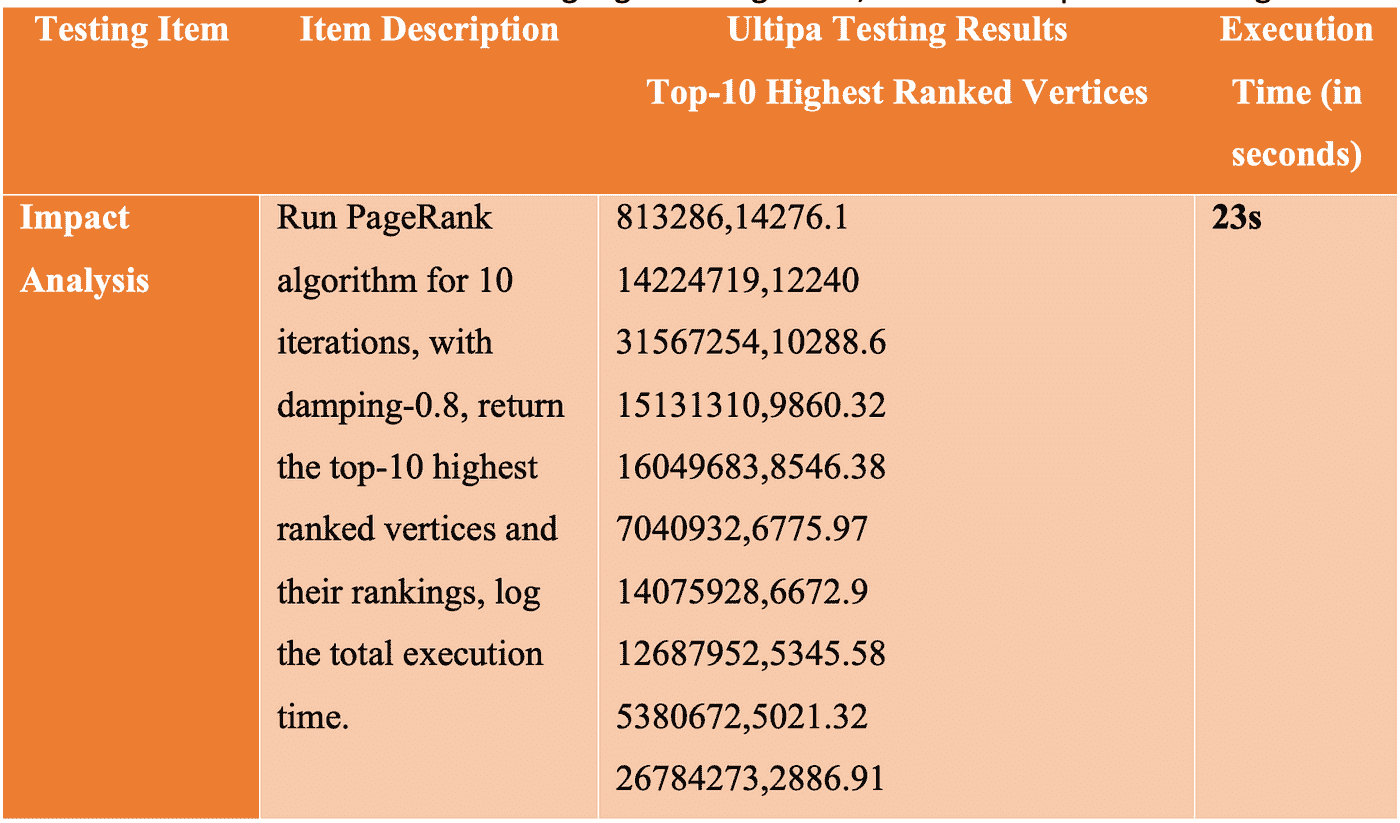 Testing Item
Item Description
Ultipa Testing Results
Top-10 Highest Ranked Vertices
Execution
Time (in
seconds)
Impact
Analysis
Run PageRank
algorithm for 10
iterations, with
damping-0.8, return
the top-10 highest
ranked vertices and
their rankings, log
the total execution
time.
813286,14276.1
14224719,12240
31567254,10288.6
15131310,9860.32
16049683,8546.38
7040932,6775.97
14075928,6672.9
12687952,5345.58
5380672,5021.32
26784273,2886.91
23s